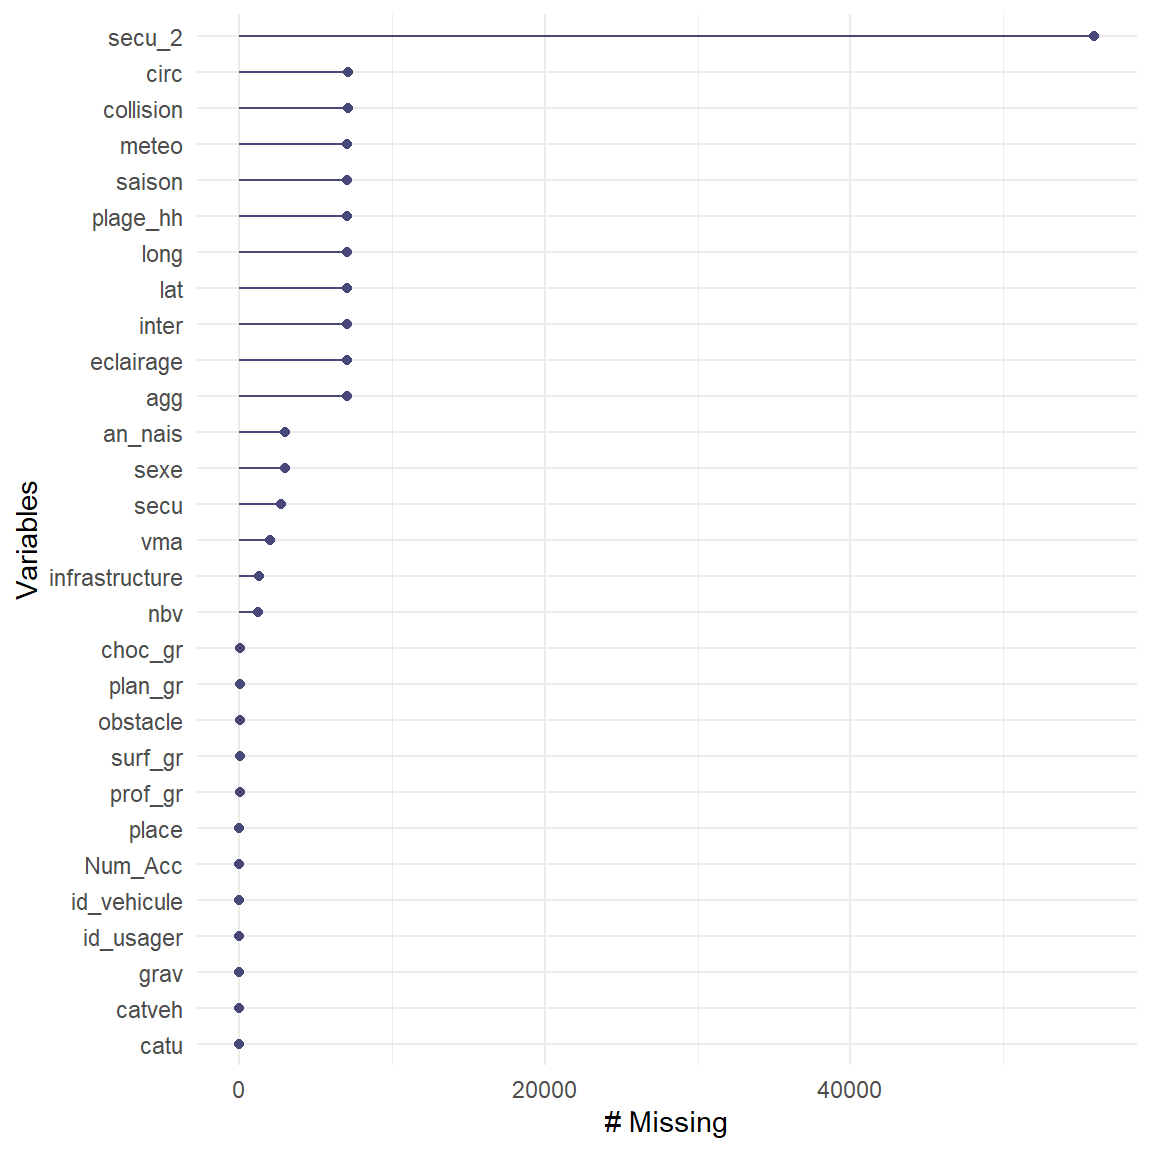 secu_2
circ
collision
meteo
saison
plage_hh
long
lat
inter
eclairage
agg
an_nais
sexe
secu
vma
infrastructure
nbv
choc_gr
plan_gr
obstacle
surf_gr
prof_gr
place
Num_Acc
id_vehicule
id_usager
grav
catveh
catu
Variables
0 20000 40000
# Missing